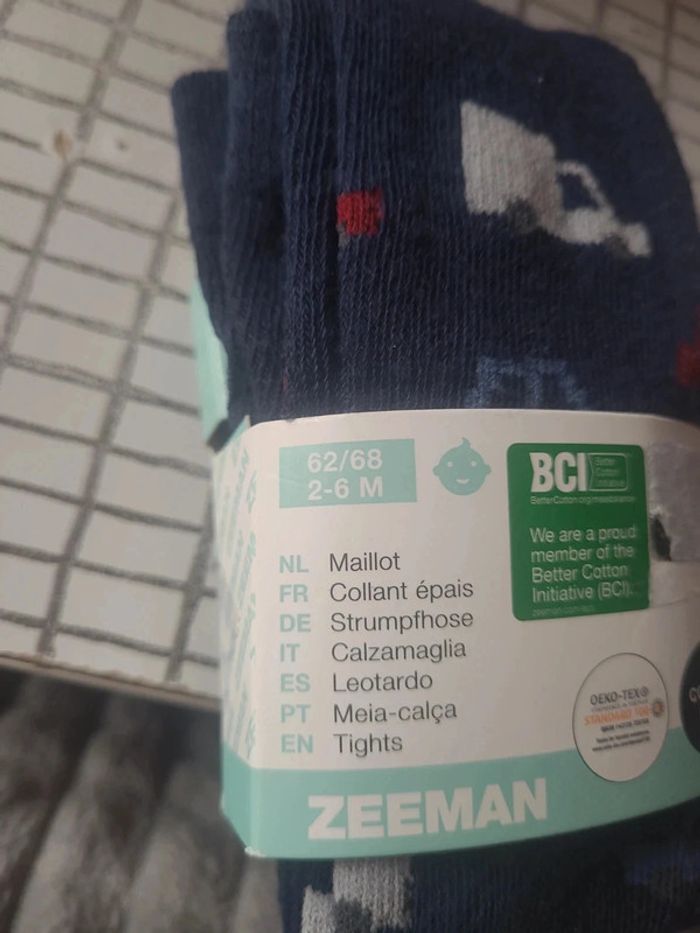 62/68
2-6 M
BCI
Better
Cotton
Initiative
We are a proud
member of the
Better Cotton
Initiative (BCI).
NL Maillot
FR Collant épais
DE Strumpfhose
IT Calzamaglia
ES Leotardo
PT Meia-calça
EN Tights
OEKO-TEX®
STANDARD 100
ZEEMAN